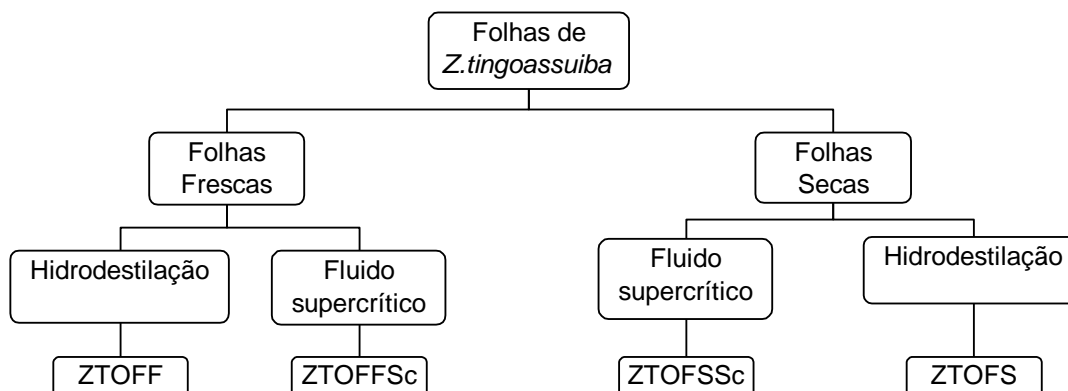 Folhas de
Z.tingoassuiba
Folhas
Frescas
Folhas
Secas
Hidrodestilação
Fluido
supercrítico
Fluido
supercrítico
Hidrodestilação
ZTOFF
ZTOFFSc
ZTOFSSc
ZTOFS